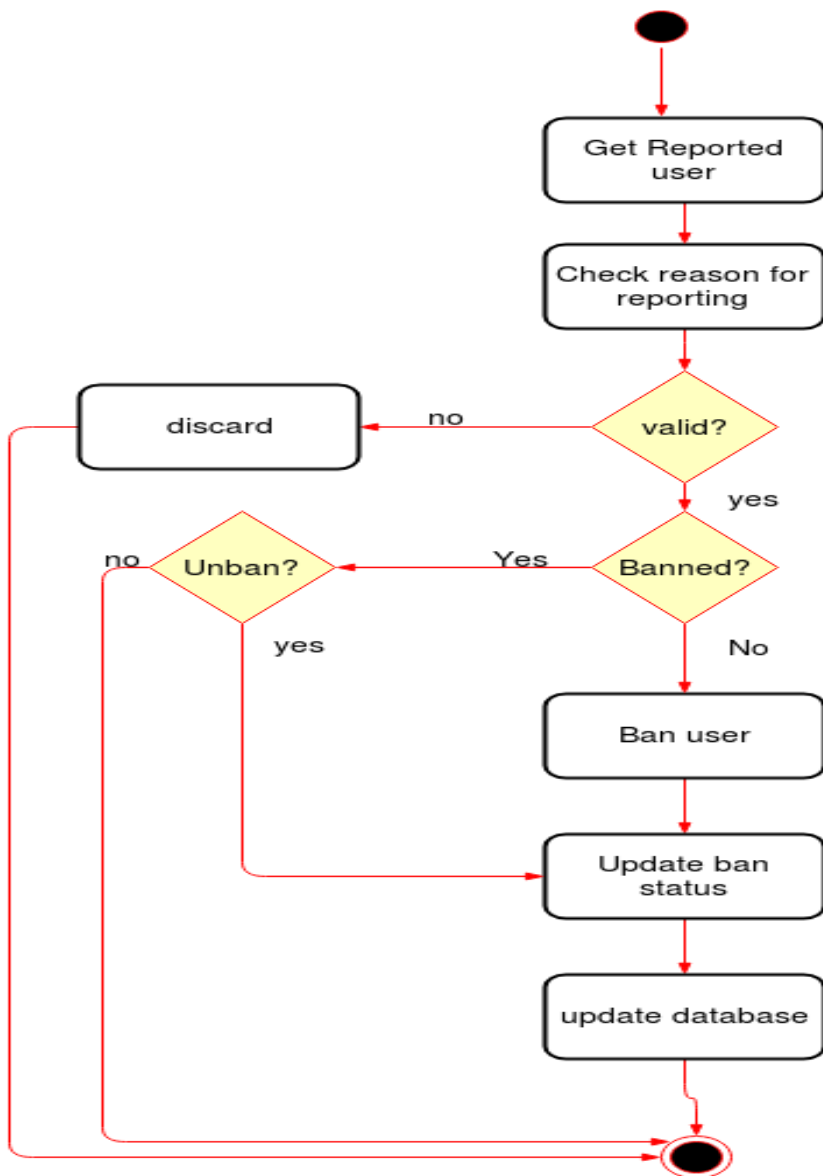 Get Reported
user
Check reason for
reporting
discard
no
valid?
yes
no
Unban?
Yes
Banned?
yes
No
Ban user
Update ban
status
update database